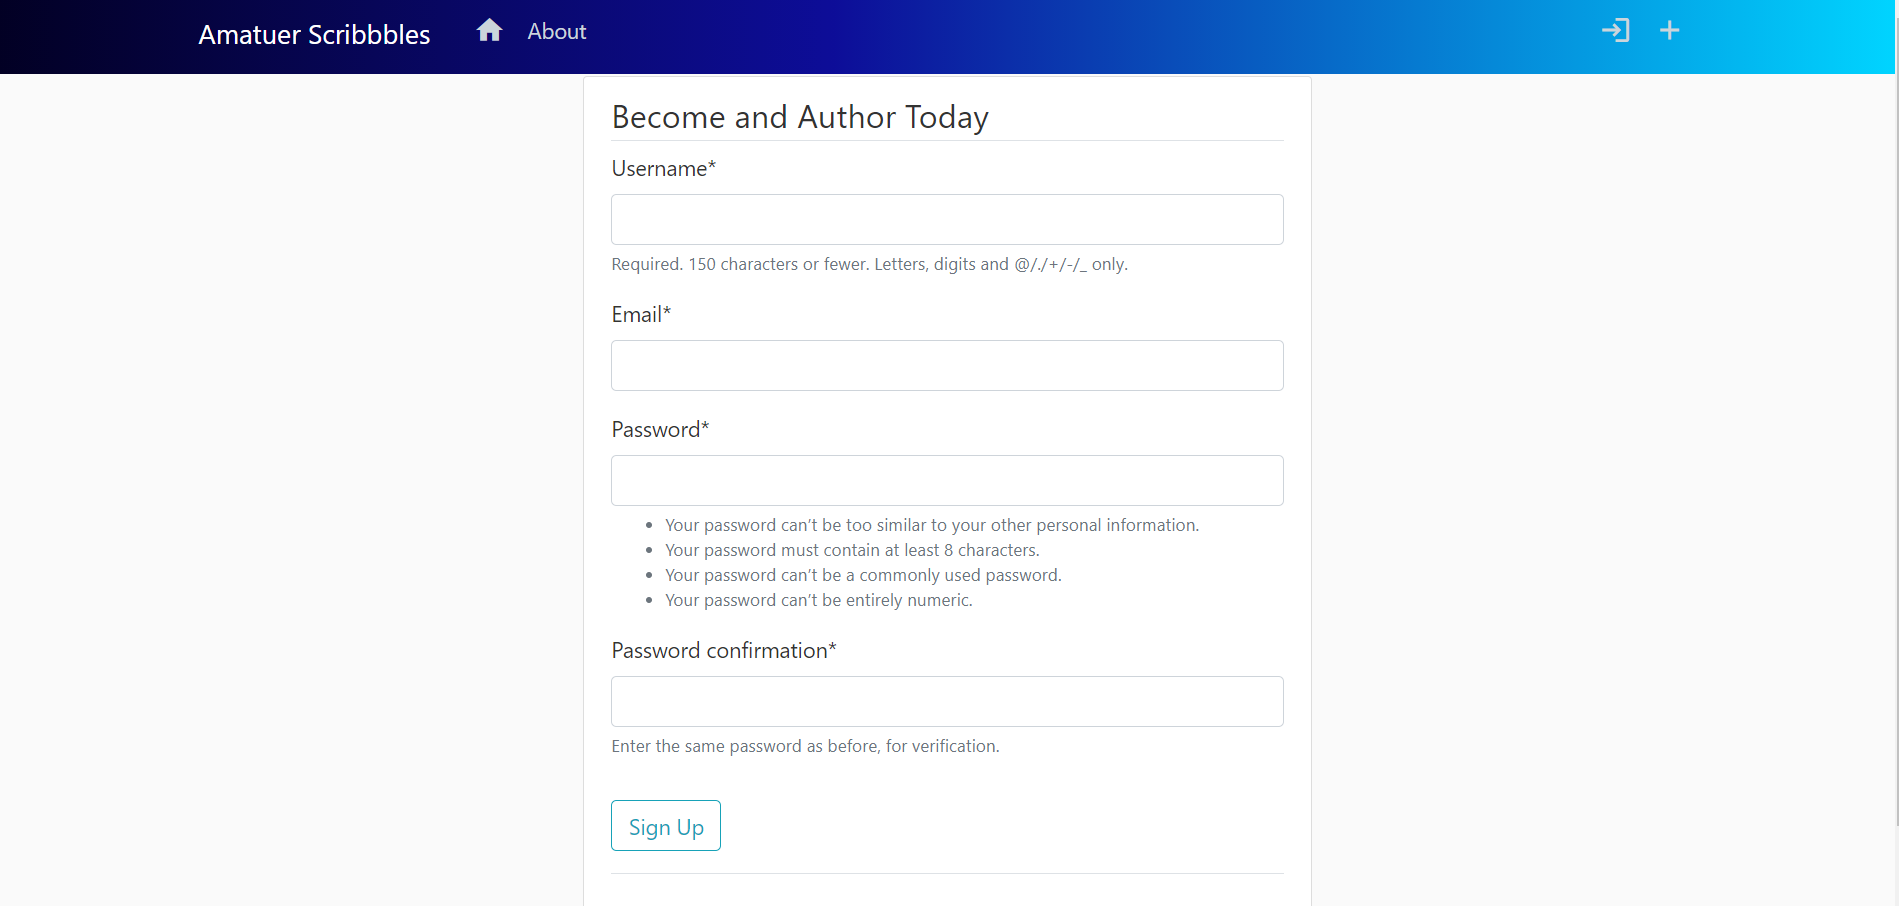 Amatuer Scribbbles About
Become and Author Today
Username*
Required. 150 characters or fewer. Letters, digits and @/./+/-/_ only.
Email*
Password*
Your password can’t be too similar to your other personal information.
Your password must contain at least 8 characters.
Your password can’t be a commonly used password.
Your password can’t be entirely numeric.
Password confirmation*
Enter the same password as before, for verification.
Sign Up